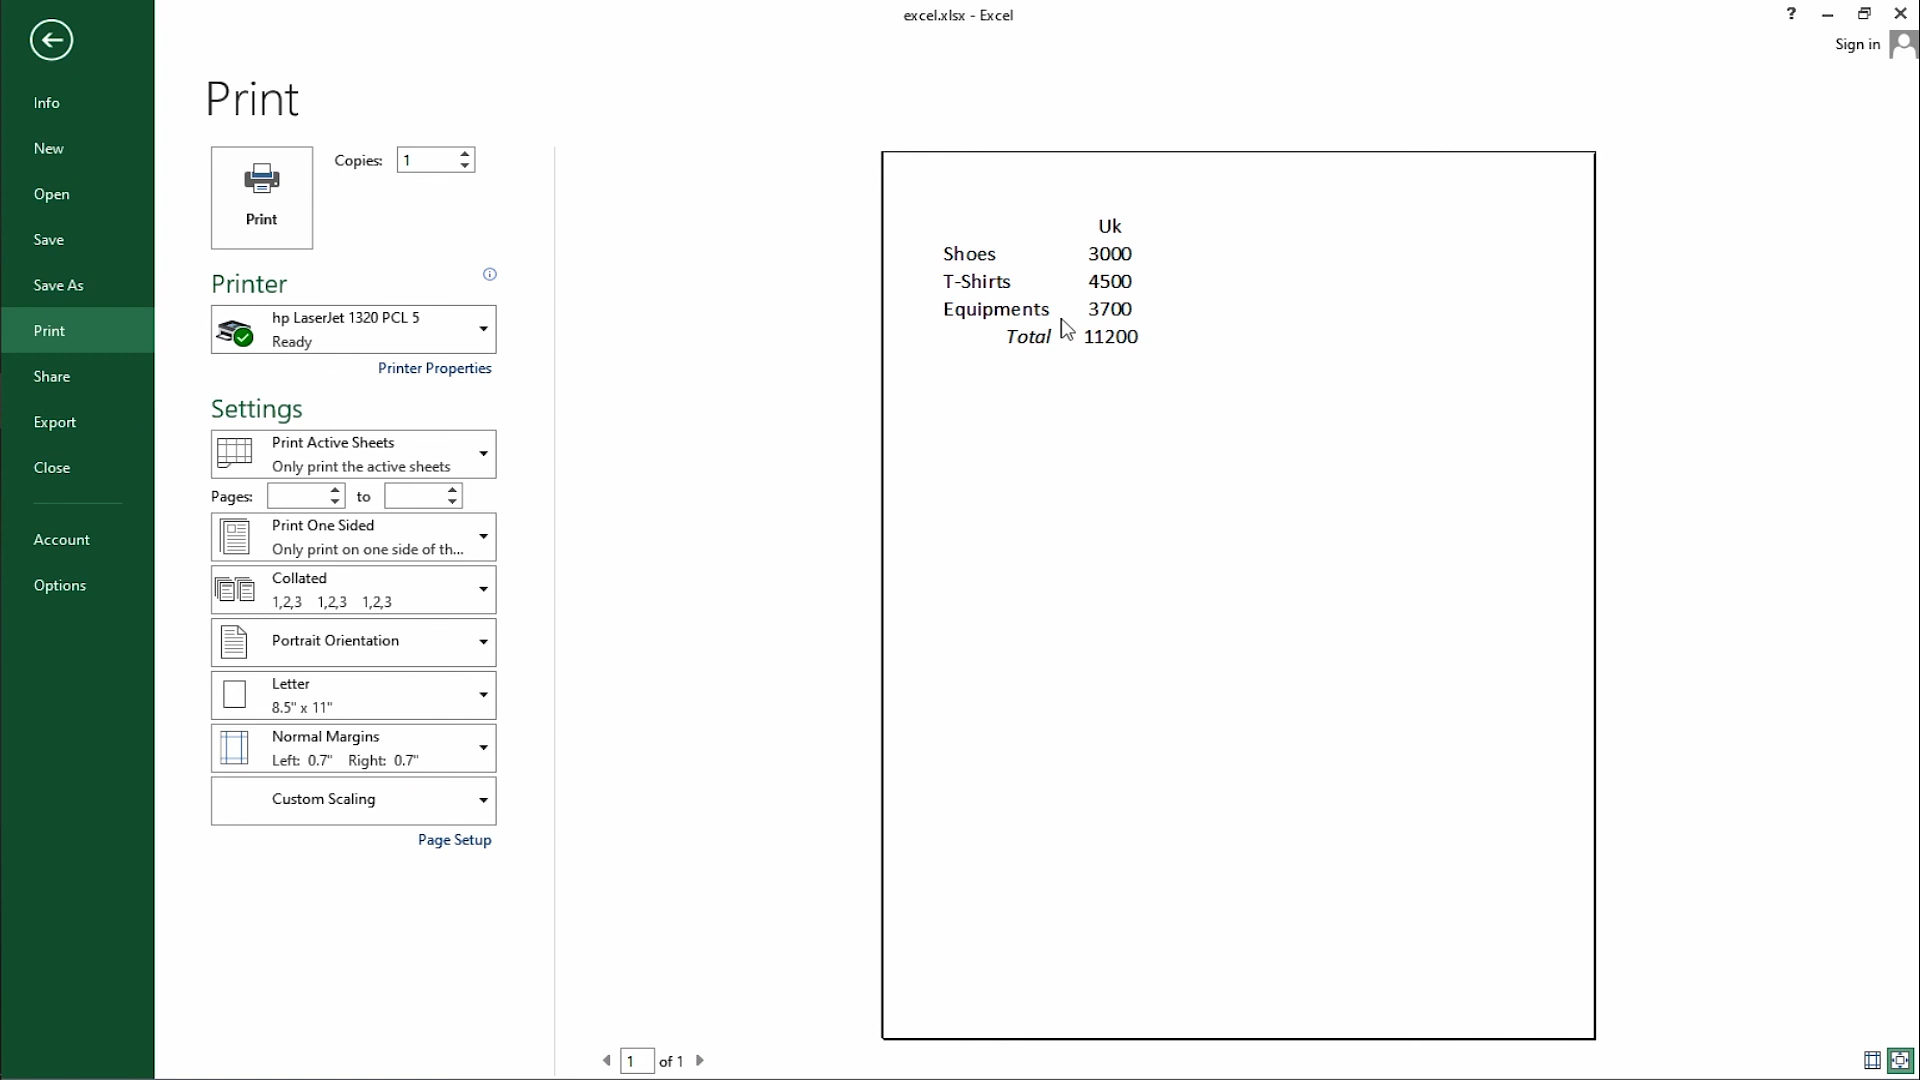 excel.xlsx - Excel
?
Sign in
Info
New
Open
Save
Save As
Print
Share
Export
Close
Account
Options
Print
Print
Copies: 1
Printer
hp LaserJet 1320 PCL 5
Ready
Printer Properties
Settings
Print Active Sheets
Only print the active sheets
Pages: to
Print One Sided
Only print on one side of th...
Collated
1,2,3 1,2,3 1,2,3
Portrait Orientation
Letter
8.5" x 11"
Normal Margins
Left: 0.7" Right: 0.7"
Custom Scaling
Page Setup
Uk
Shoes 3000
T-Shirts 4500
Equipments 3700
Total 11200
1 of 1